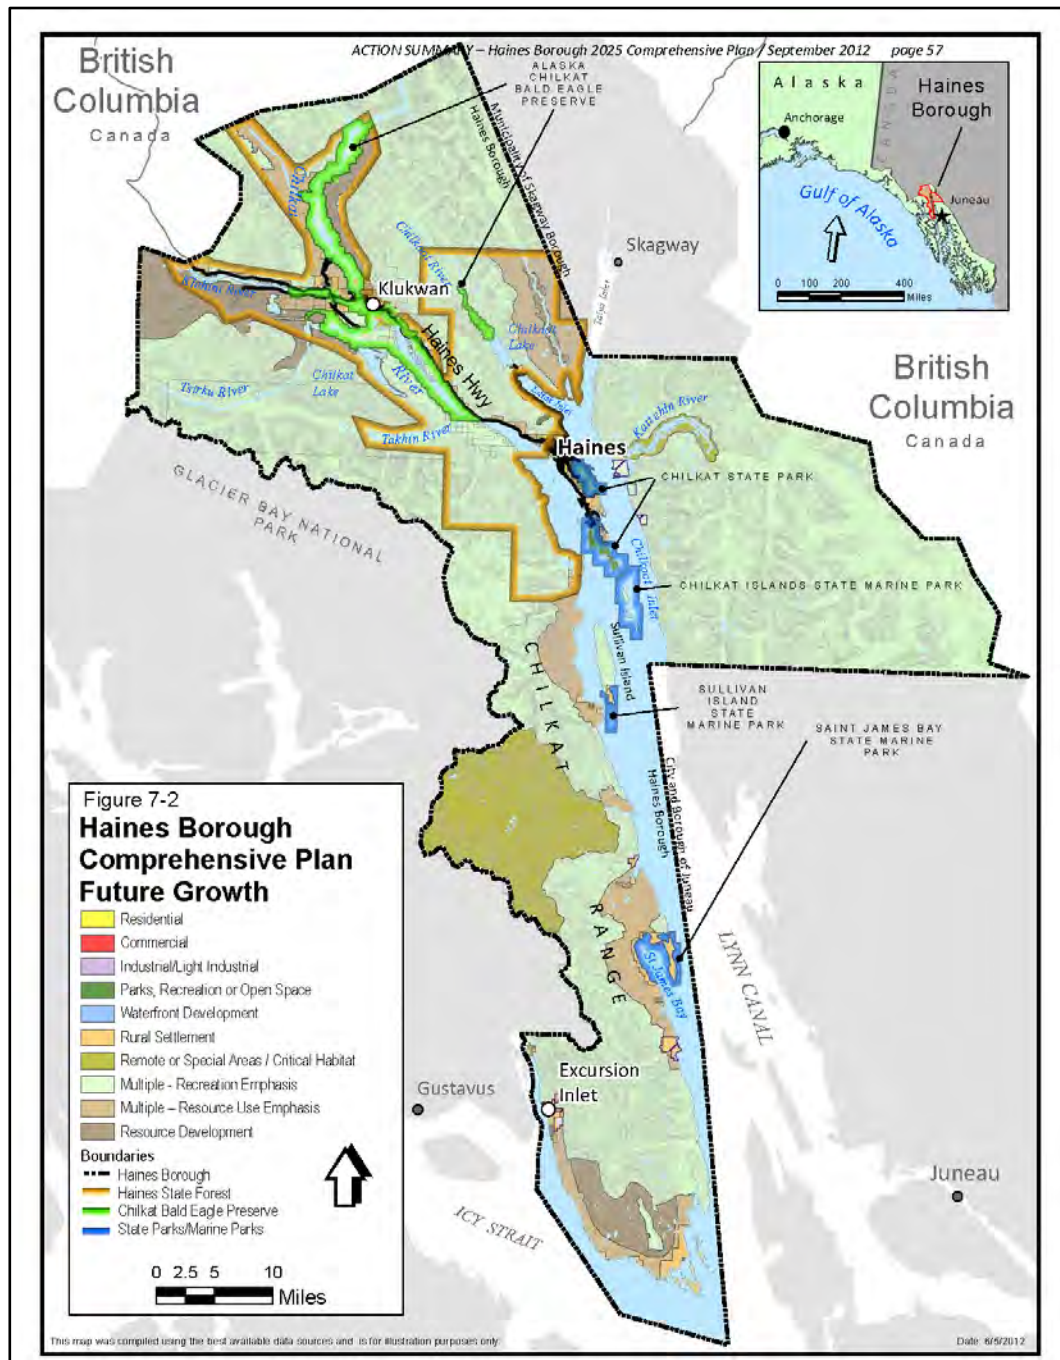 ACTION SUMMARY – Haines Borough 2025 Comprehensive Plan / September 2012 page 57
British
Columbia
Canada
ALASKA
CHILKAT
BALD EAGLE
PRESERVE
Municipality of Skagway Borough
Haines Borough
Alaska
CANADA
Haines
Borough
Anchorage
Juneau
Gulf of Alaska
0 100 200 400
Miles
Skagway
Taiya Inlet
Chilkat
Chilkoot River
Klehini River
Klukwan
Chilkoot
Lake
Haines Hwy
River
Chilkat
Lake
Tsirku River
Takhin River
Lutak Inlet
Katzehin River
British
Columbia
Canada
Haines
CHILKAT STATE PARK
GLACIER BAY NATIONAL
PARK
Chilkoot Inlet
CHILKAT ISLANDS STATE MARINE PARK
Sullivan Island
SULLIVAN
ISLAND
STATE
MARINE PARK
SAINT JAMES BAY
STATE MARINE
PARK
CHILKAT
RANGE
City and Borough of Juneau
Haines Borough
St James Bay
LYNN CANAL
Excursion
Inlet
Gustavus
Juneau
ICY STRAIT
Figure 7-2
Haines Borough
Comprehensive Plan
Future Growth
Residential
Commercial
Industrial/Light Industrial
Parks, Recreation or Open Space
Waterfront Development
Rural Settlement
Remote or Special Areas / Critical Habitat
Multiple - Recreation Emphasis
Multiple – Resource Use Emphasis
Resource Development
Boundaries
Haines Borough
Haines State Forest
Chilkat Bald Eagle Preserve
State Parks/Marine Parks
0 2.5 5 10
Miles
This map was compiled using the best available data sources and is for illustration purposes only.
Date: 6/5/2012